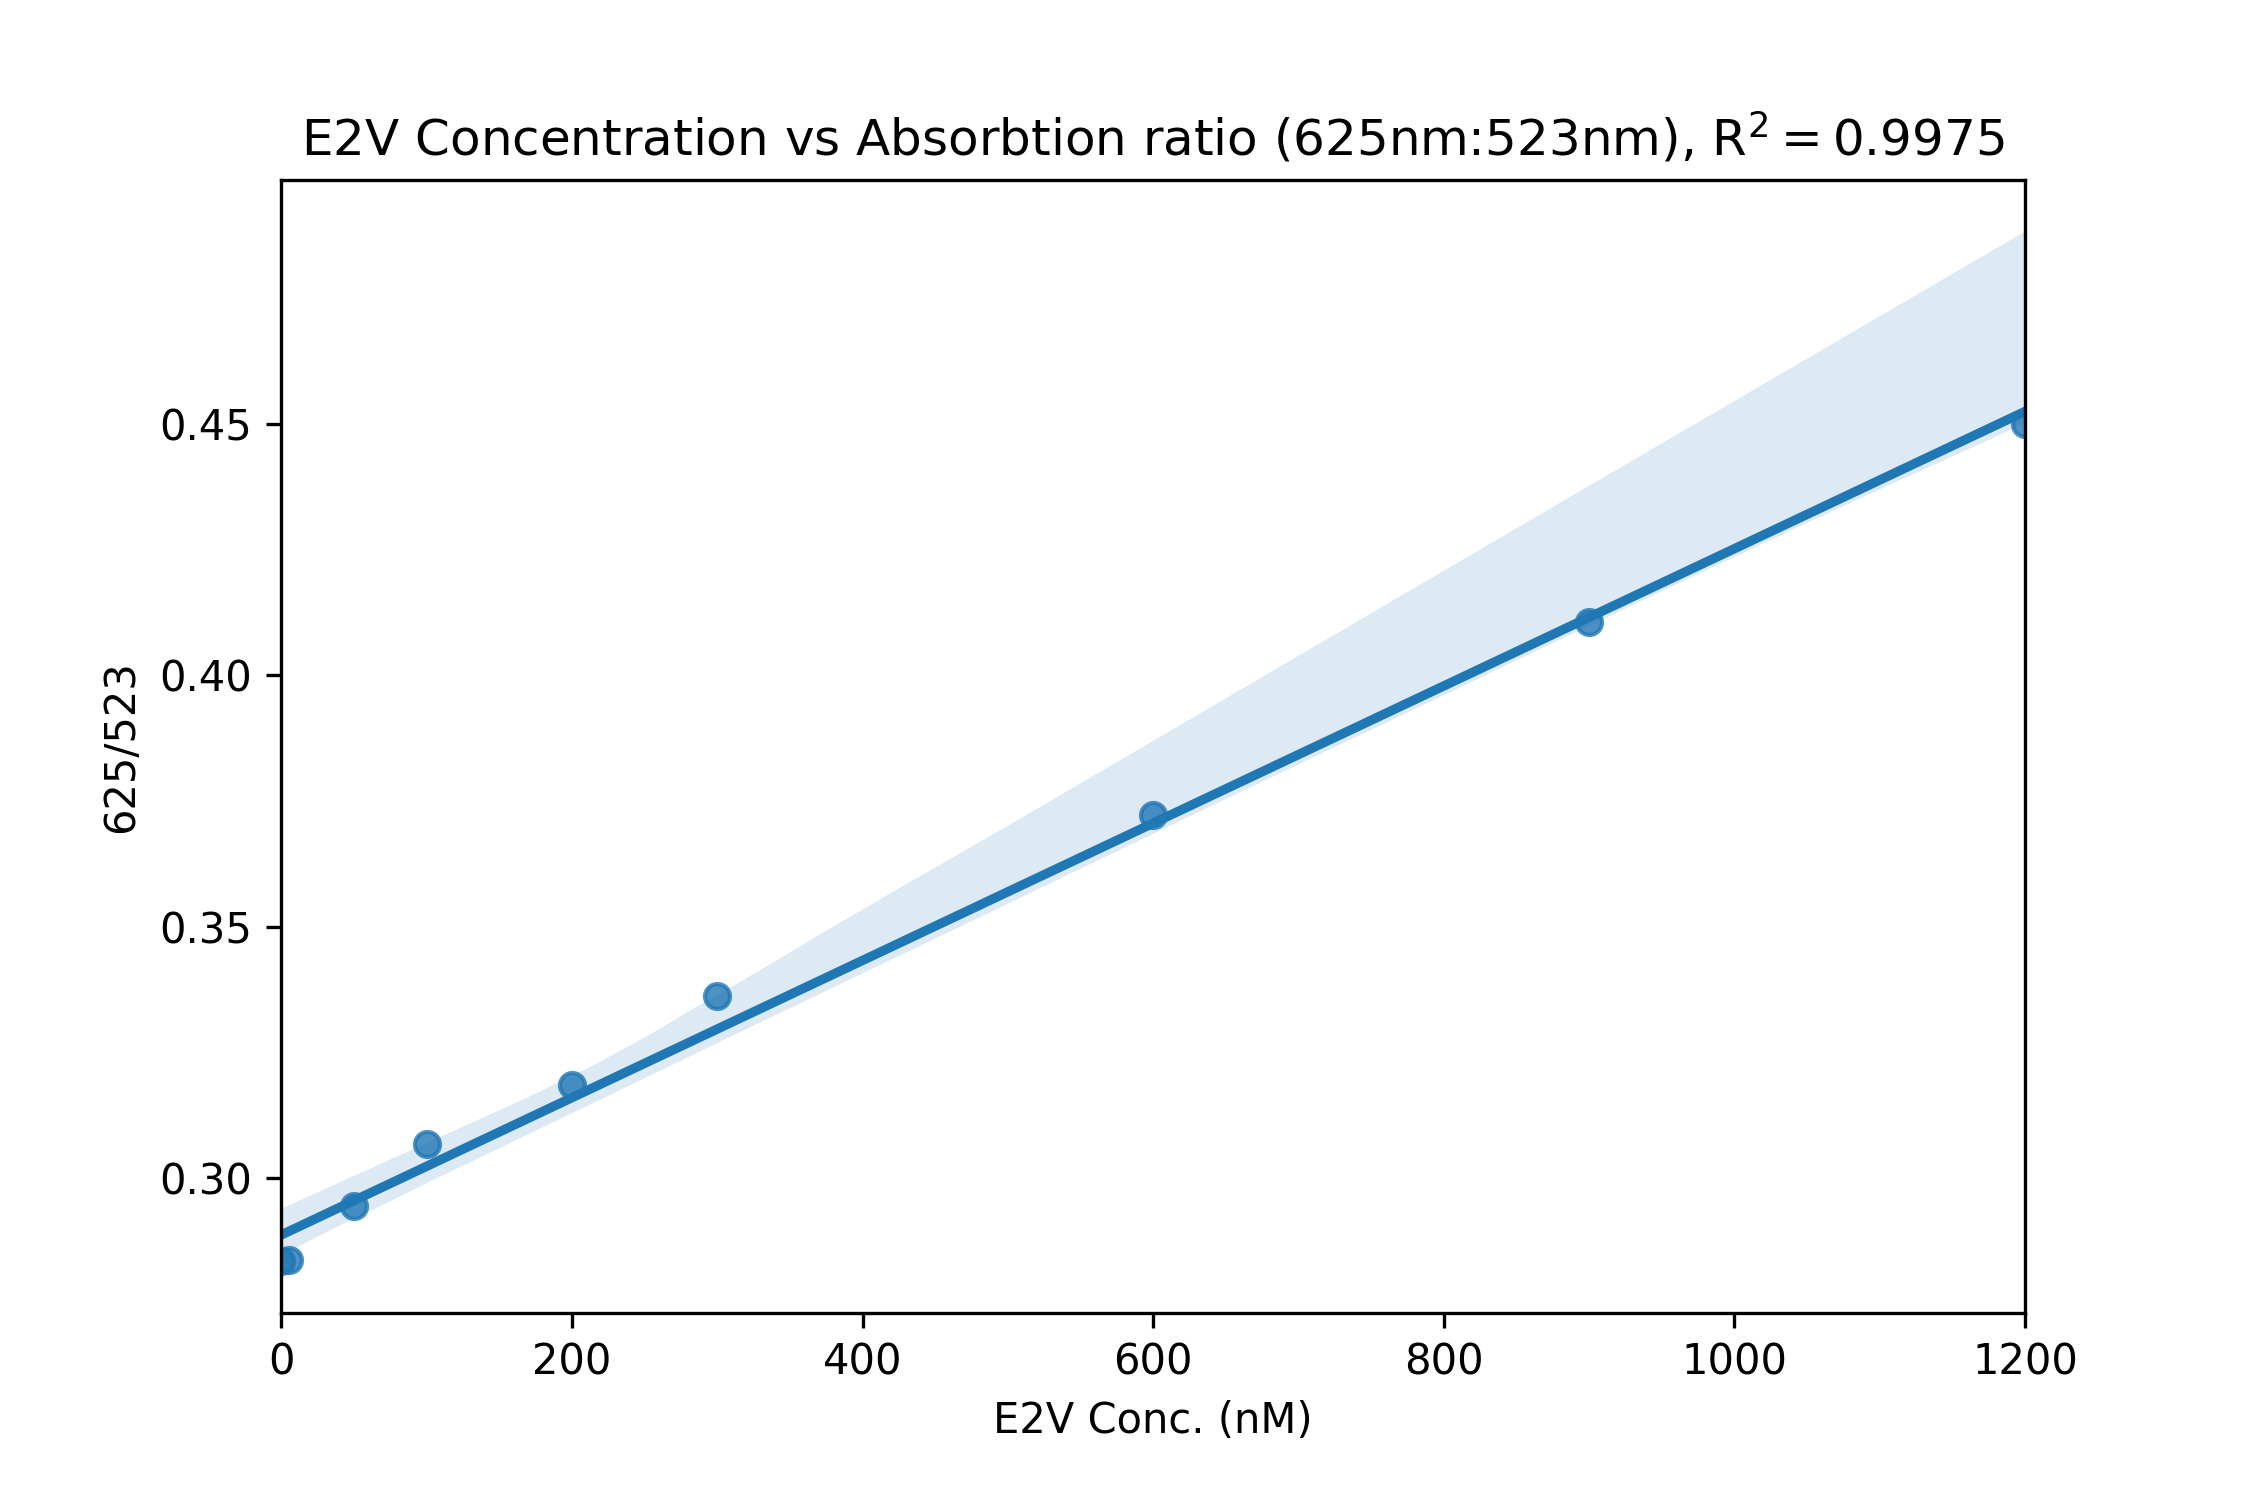 E2V Concentration vs Absorbtion ratio (625nm:523nm), R² = 0.9975
625/523
0.45
0.40
0.35
0.30
0 200 400 600 800 1000 1200
E2V Conc. (nM)